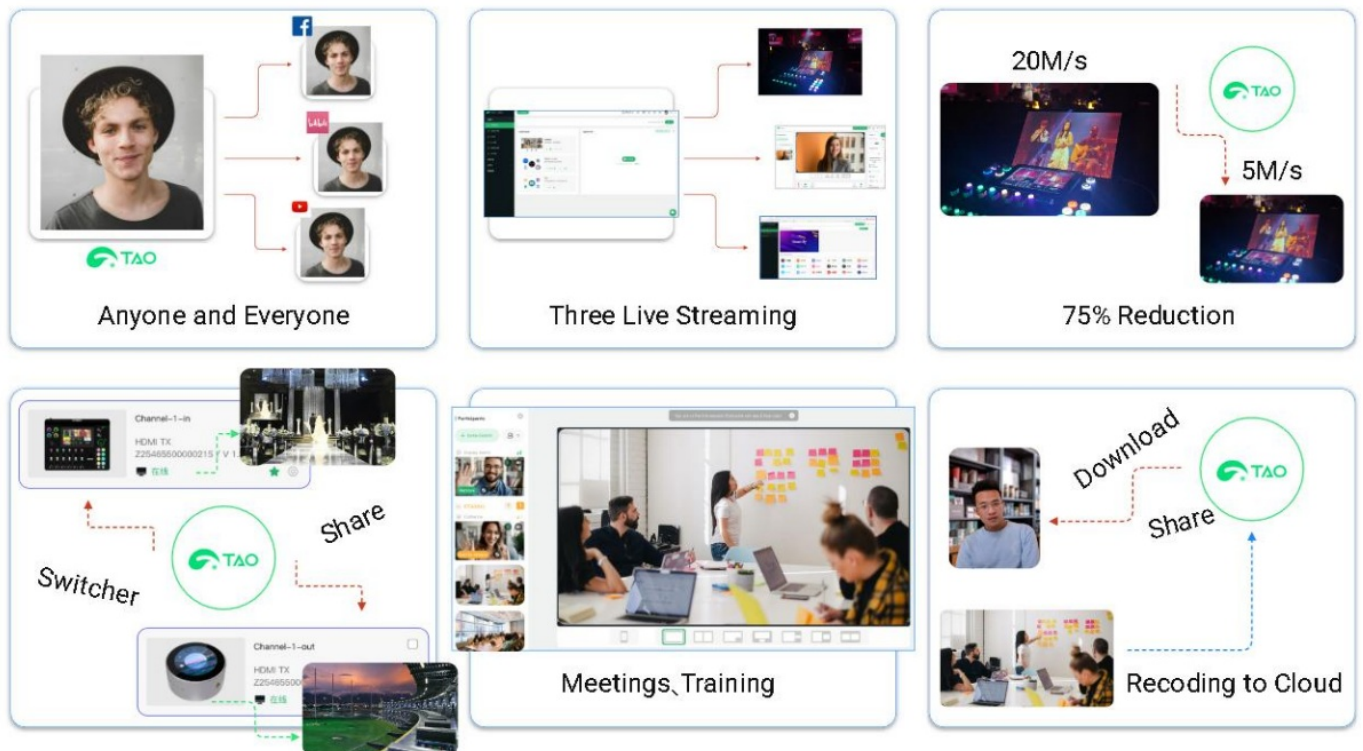 TAO
Anyone and Everyone
Three Live Streaming
20M/s
TAO
5M/s
75% Reduction
Channel-1-in
HDMI TX
在线
Share
TAO
Switcher
Channel-1-out
HDMI TX
在线
Participants
Meetings、Training
Download
TAO
Share
Recoding to Cloud